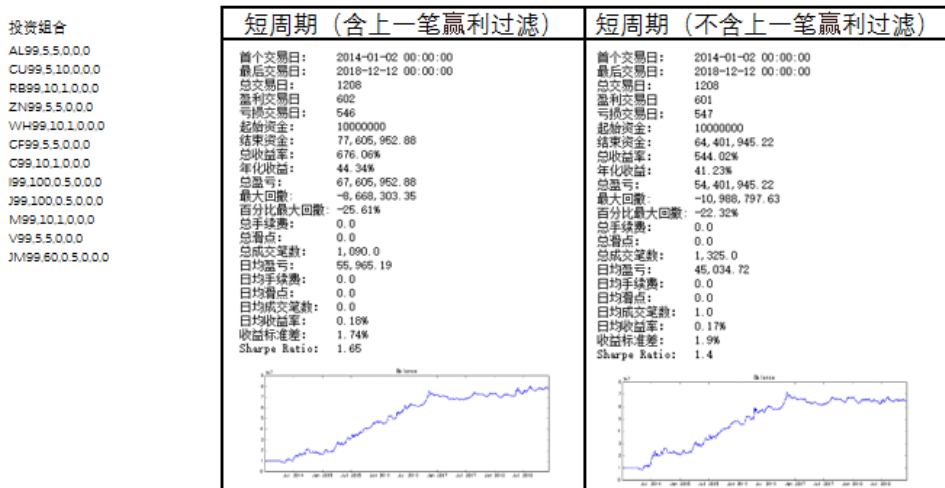 投资组合
AL99,5,5,0,0,0
CU99,5,10,0,0,0
RB99,10,1,0,0,0
ZN99,5,5,0,0,0
WH99,10,1,0,0,0
CF99,5,5,0,0,0
C99,10,1,0,0,0
I99,100,0.5,0,0,0
J99,100,0.5,0,0,0
M99,10,1,0,0,0
V99,5,5,0,0,0
JM99,60,0.5,0,0,0
短周期（含上一笔赢利过滤）
首个交易日： 2014-01-02 00:00:00
最后交易日： 2018-12-12 00:00:00
总交易日： 1208
盈利交易日 602
亏损交易日： 546
起始资金： 10000000
结束资金： 77,605,952.88
总收益率： 676.06%
年化收益： 44.34%
总盈亏： 67,605,952.88
最大回撤： -8,668,303.35
百分比最大回撤： -25.61%
总手续费： 0.0
总滑点： 0.0
总成交笔数： 1,090.0
日均盈亏： 55,965.19
日均手续费： 0.0
日均滑点： 0.0
日均成交笔数： 0.0
日均收益率： 0.18%
收益标准差： 1.74%
Sharpe Ratio: 1.65
Balance
短周期（不含上一笔赢利过滤）
首个交易日： 2014-01-02 00:00:00
最后交易日： 2018-12-12 00:00:00
总交易日： 1208
盈利交易日 601
亏损交易日： 547
起始资金： 10000000
结束资金： 64,401,945.22
总收益率： 544.02%
年化收益： 41.23%
总盈亏： 54,401,945.22
最大回撤： -10,988,797.63
百分比最大回撤： -22.32%
总手续费： 0.0
总滑点： 0.0
总成交笔数： 1,325.0
日均盈亏： 45,034.72
日均手续费： 0.0
日均滑点： 0.0
日均成交笔数： 1.0
日均收益率： 0.17%
收益标准差： 1.9%
Sharpe Ratio: 1.4
Balance